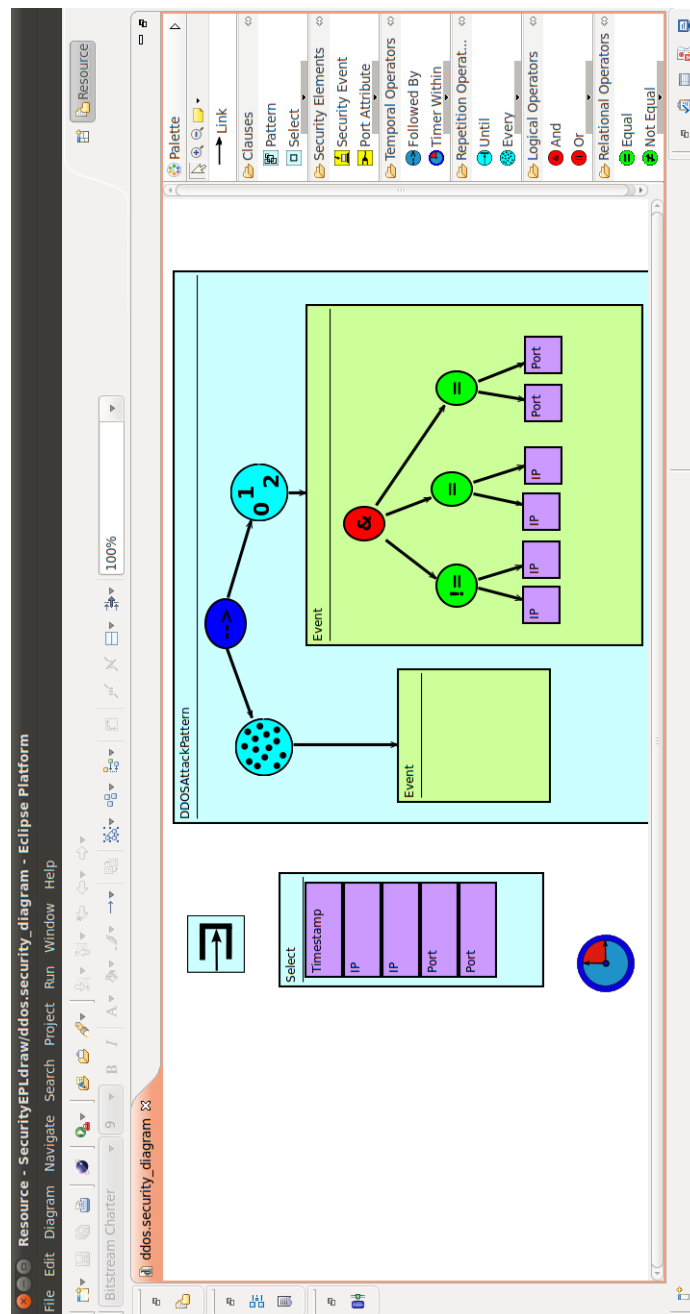 Resource - SecurityEPLdraw/ddos.security_diagram - Eclipse Platform
File Edit Diagram Navigate Search Project Run Window Help
Bitstream Charter 9 B I A 100% Resource
ddos.security_diagram
Select
Timestamp
IP
IP
Port
Port
DDOSAttackPattern
-->
1
0 2
Event
Event
&
!= = =
IP IP IP IP Port Port
Palette
Link
Clauses
Pattern
Select
Security Elements
Security Event
Port Attribute
Temporal Operators
Followed By
Timer Within
Repetition Operat...
Until
Every
Logical Operators
& And
|| Or
Relational Operators
= Equal
≠ Not Equal